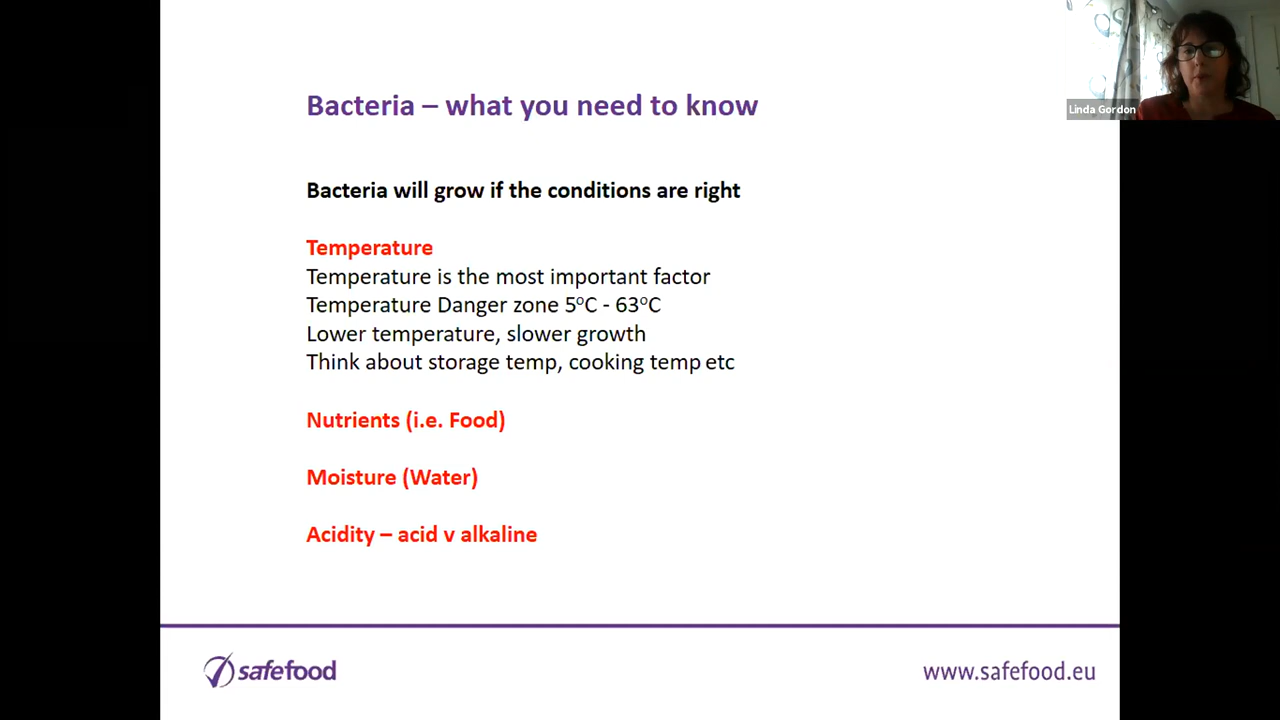 Bacteria – what you need to know
Linda Gordon
Bacteria will grow if the conditions are right
Temperature
Temperature is the most important factor
Temperature Danger zone 5ºC - 63ºC
Lower temperature, slower growth
Think about storage temp, cooking temp etc
Nutrients (i.e. Food)
Moisture (Water)
Acidity – acid v alkaline
safefood
www.safefood.eu